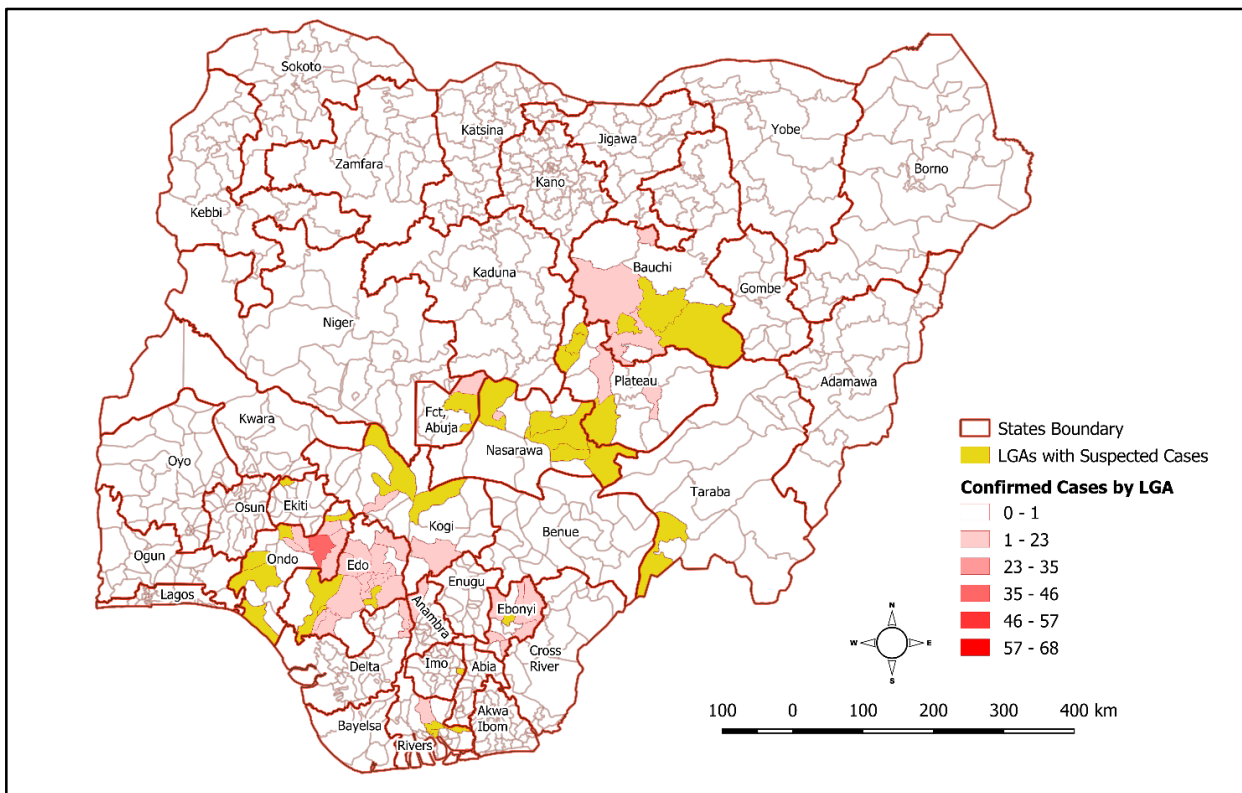 Sokoto
Katsina
Jigawa
Yobe
Zamfara
Kano
Borno
Kebbi
Kaduna
Bauchi
Gombe
Niger
Plateau
Adamawa
Fct,
Abuja
Kwara
Nasarawa
Oyo
Taraba
Osun
Ekiti
Kogi
Benue
Ogun
Ondo
Edo
Enugu
Lagos
Anambra
Ebonyi
Cross
River
Delta
Imo
Abia
Bayelsa
Akwa
Ibom
Rivers
States Boundary
LGAs with Suspected Cases
Confirmed Cases by LGA
0 - 1
1 - 23
23 - 35
35 - 46
46 - 57
57 - 68
N
W E
S
100 0 100 200 300 400 km